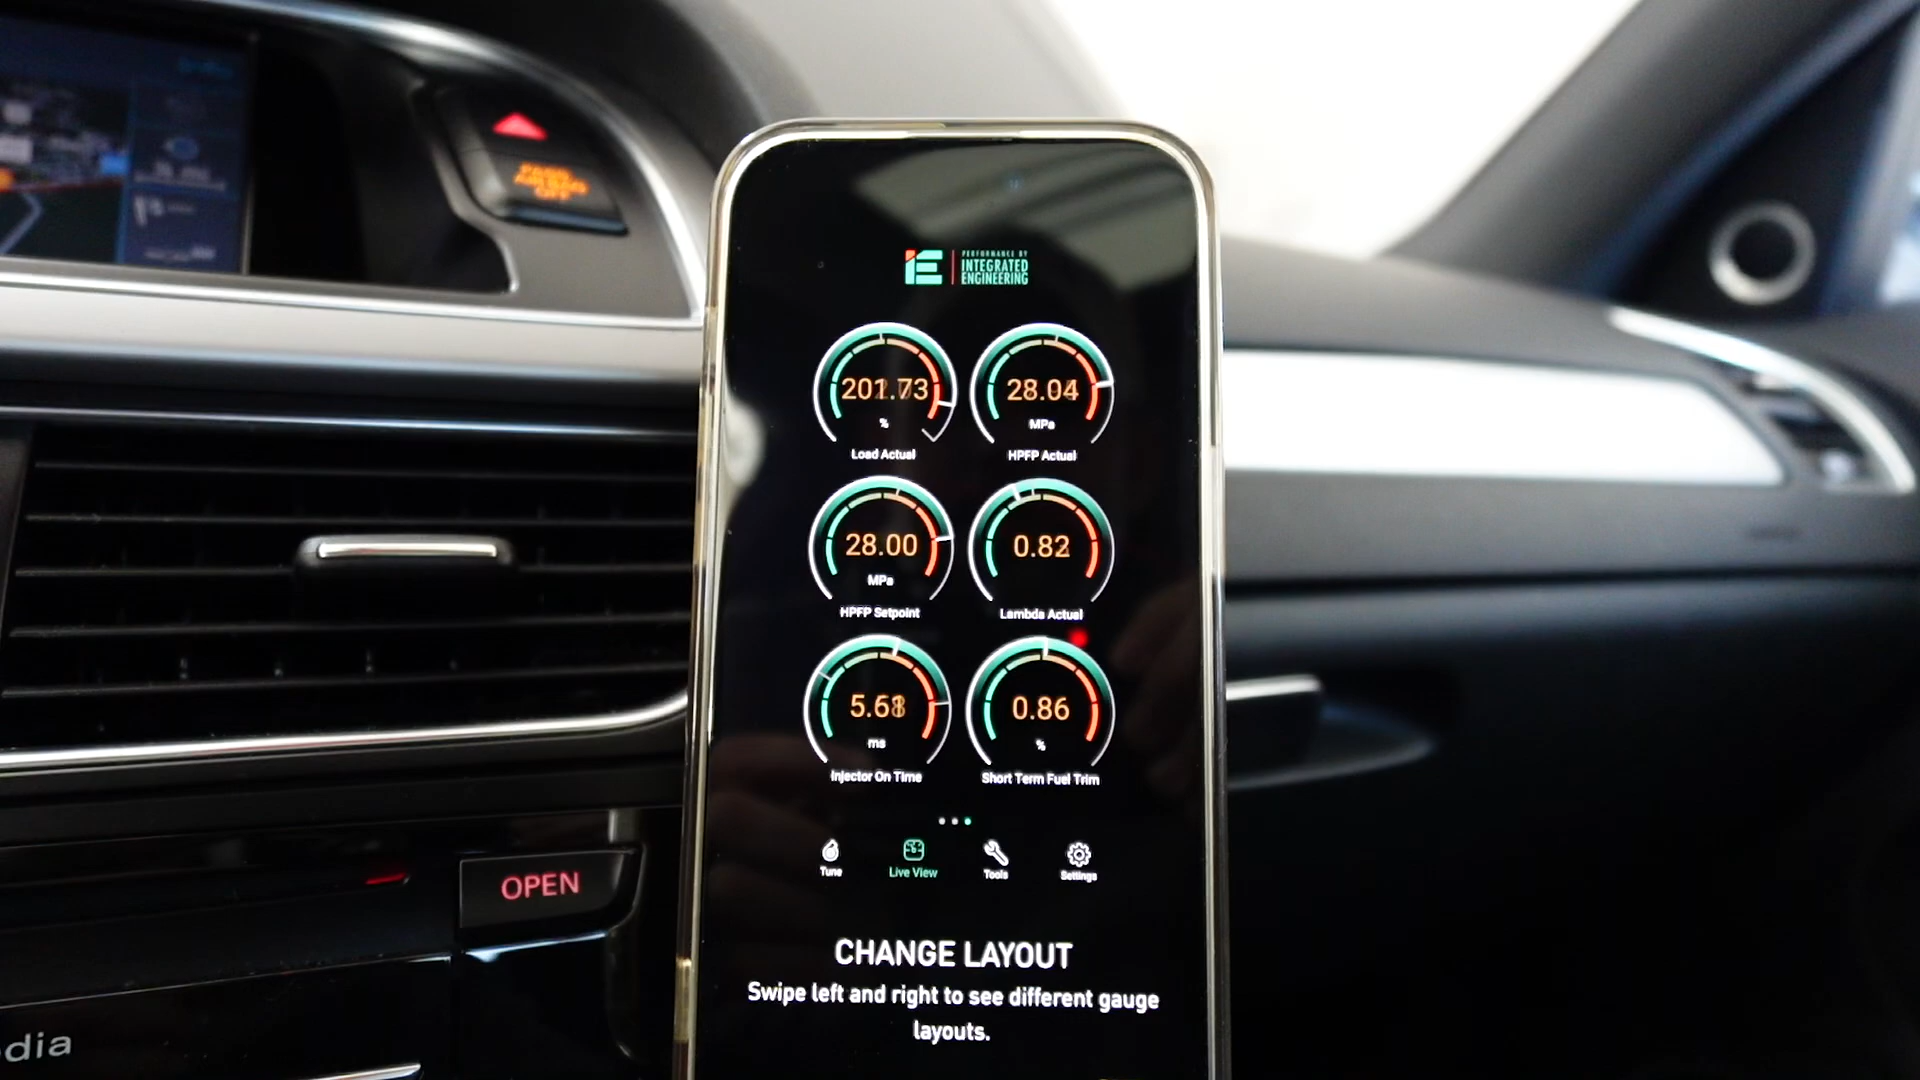 PERFORMANCE BY
iE INTEGRATED
ENGINEERING
201.73
28.04
%
MPa
Load Actual
HPFP Actual
28.00
0.82
MPa
HPFP Setpoint
Lambda Actual
0.86
ms
%
Injector On Time
Short Term Fuel Trim
Tune
Live View
Tools
Settings
OPEN
CHANGE LAYOUT
Swipe left and right to see different gauge
layouts.
dia